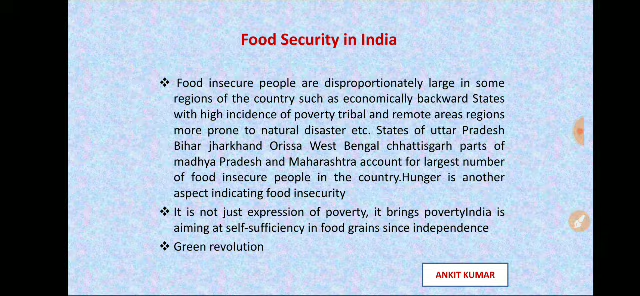 Food Security in India
❖ Food insecure people are disproportionately large in some
regions of the country such as economically backward States
with high incidence of poverty tribal and remote areas regions
more prone to natural disaster etc. States of uttar Pradesh
Bihar jharkhand Orissa West Bengal chhattisgarh parts of
madhya Pradesh and Maharashtra account for largest number
of food insecure people in the country.Hunger is another
aspect indicating food insecurity
❖ It is not just expression of poverty, it brings povertyIndia is
aiming at self-sufficiency in food grains since independence
❖ Green revolution
ANKIT KUMAR